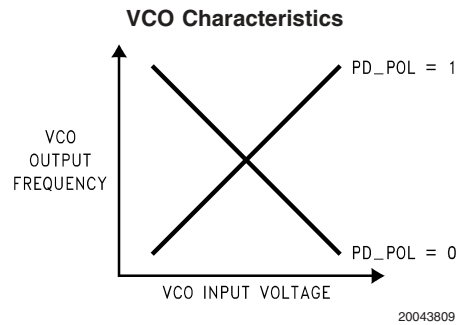 VCO Characteristics
PD_POL = 1
VCO
OUTPUT
FREQUENCY
PD_POL = 0
VCO INPUT VOLTAGE
20043809